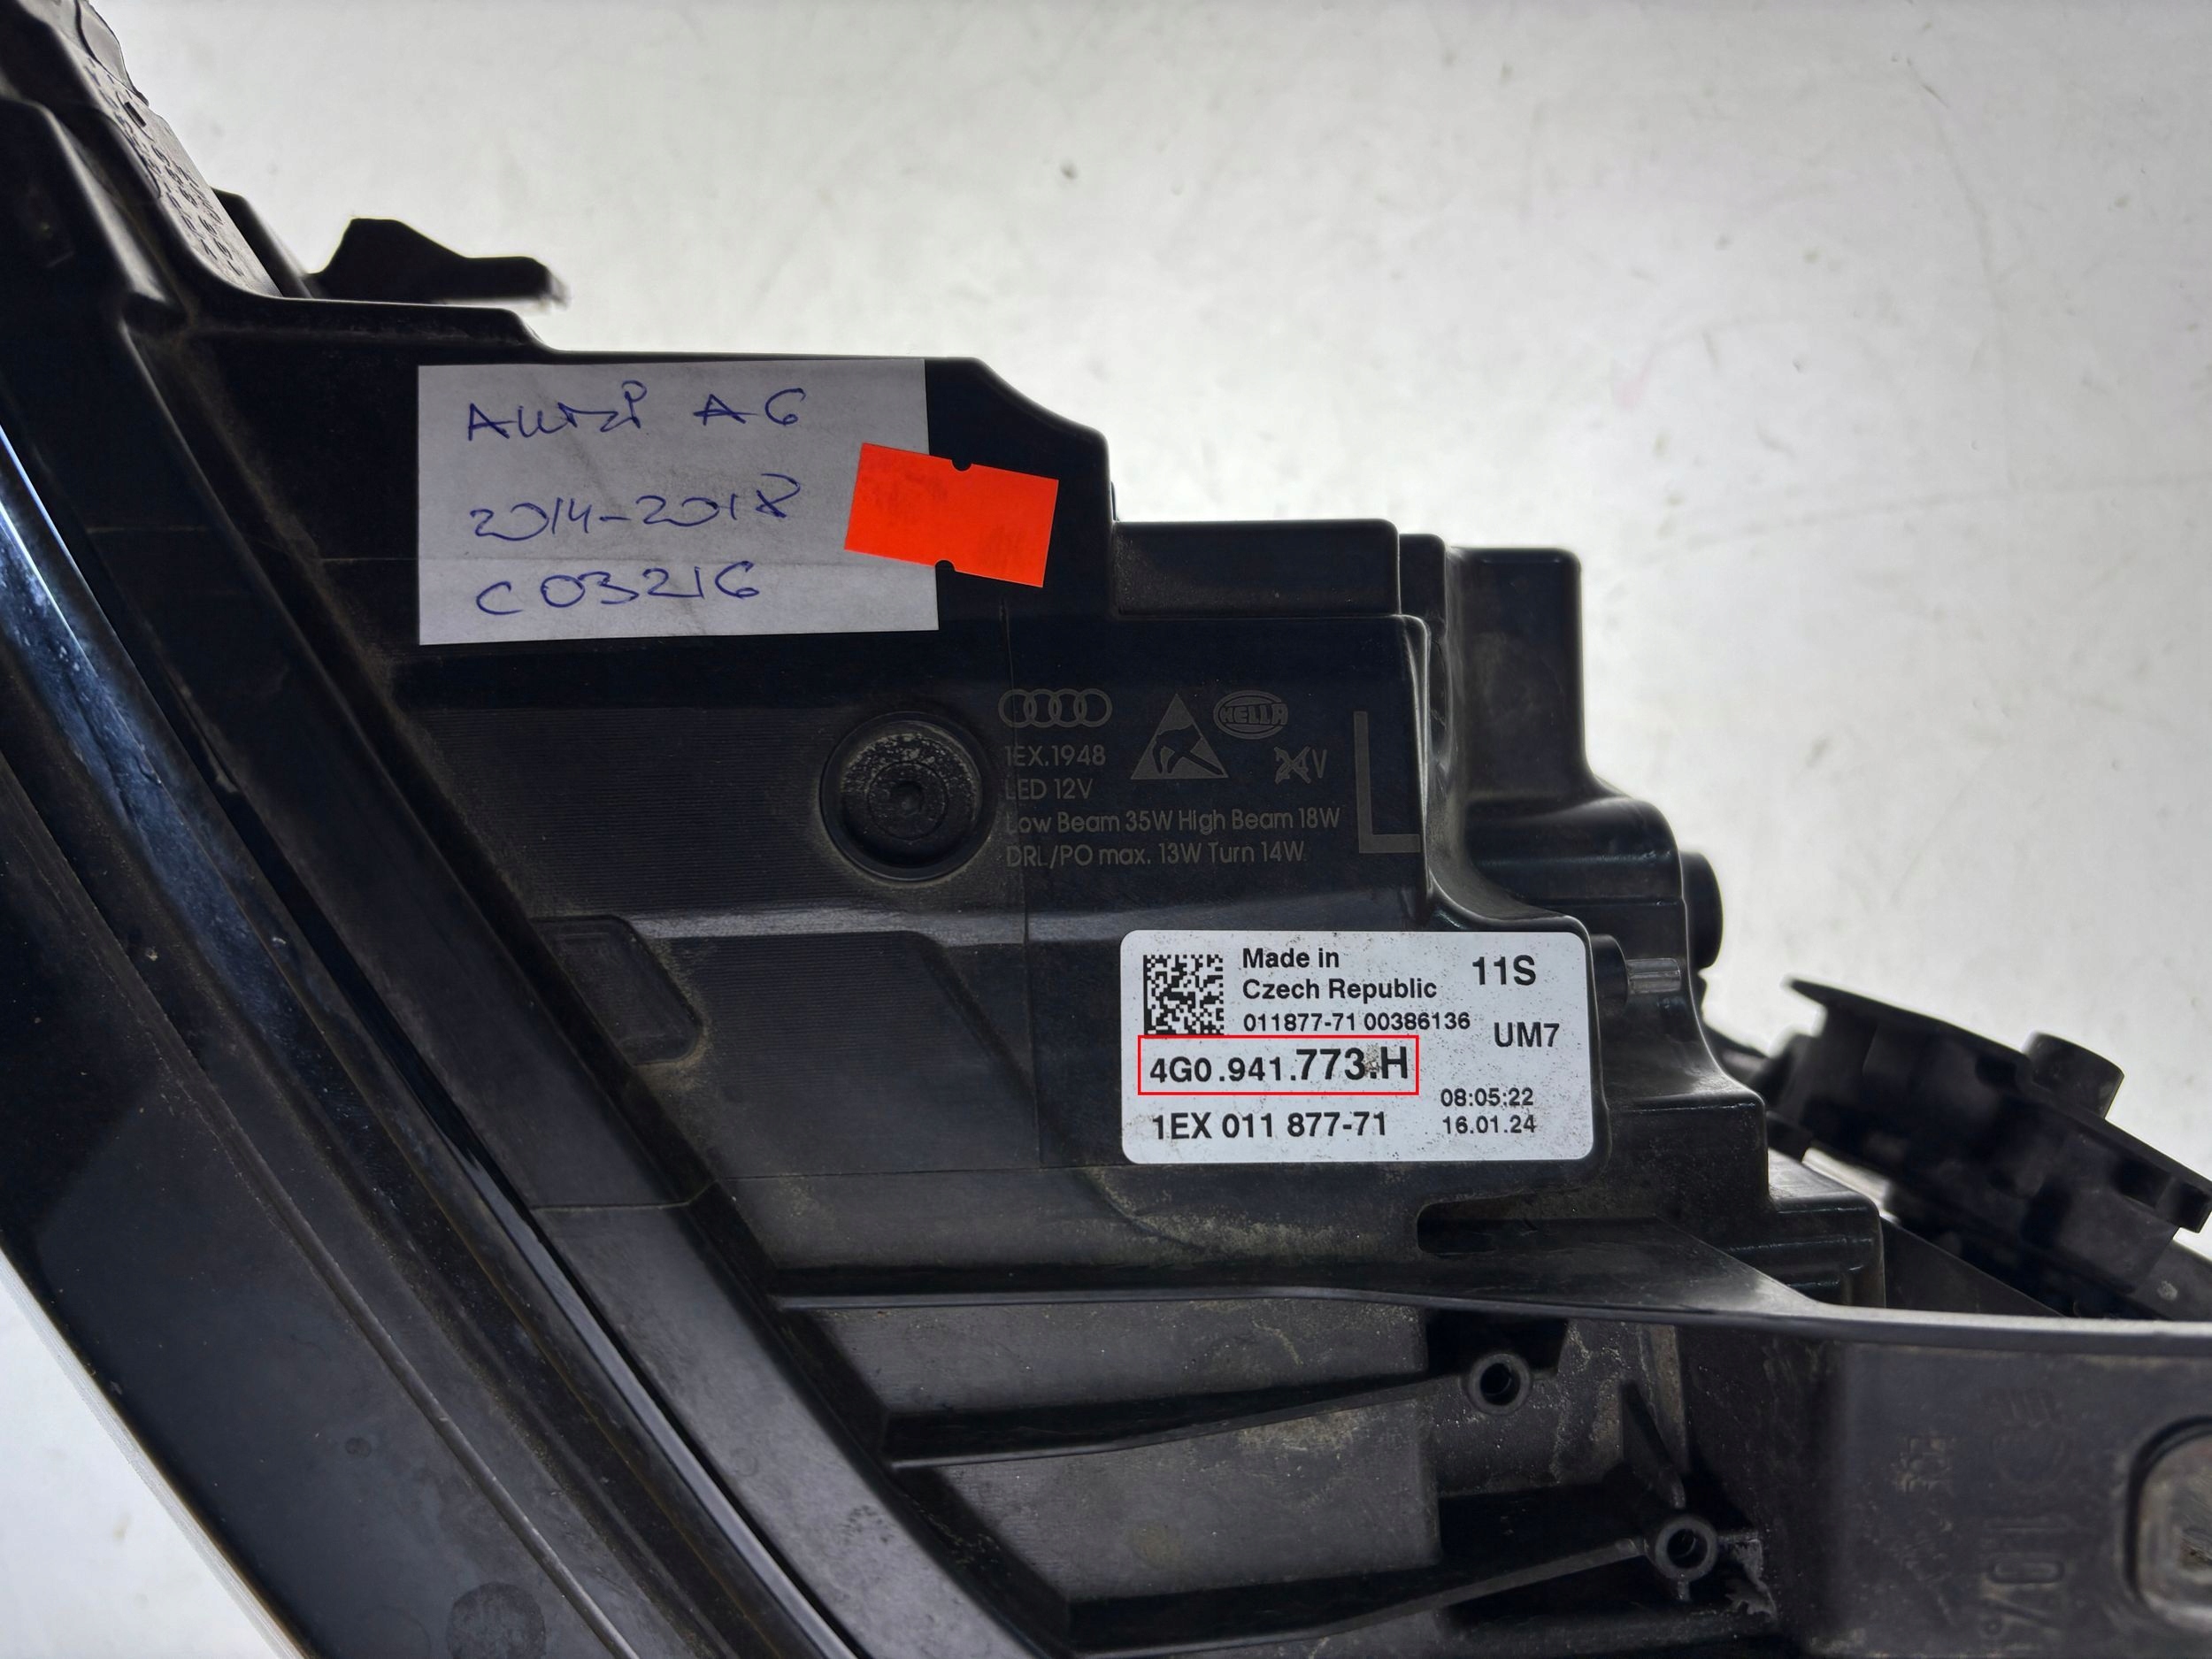 AUDI A6
2014-2018
C03216
HELLA
1EX.1948
24V
LED 12V
L
Low Beam 35W High Beam 18W
DRL/PO max. 13W Turn 14W
Made in
Czech Republic
11S
011877-71 00386136
UM7
4G0.941.773.H
08:05:22
1EX 011 877-71
16.01.24